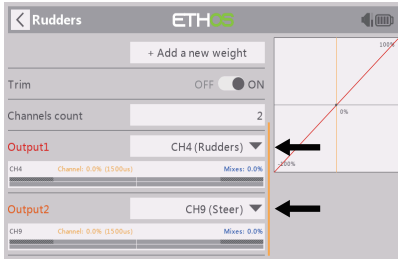 Rudders
ETHOS
+ Add a new weight
100%
Trim
OFF ON
0%
Channels count
2
Output1
CH4 (Rudders)
-100%
CH4 Channel: 0.0% (1500us) Mixes: 0.0%
Output2
CH9 (Steer)
CH9 Channel: 0.0% (1500us) Mixes: 0.0%